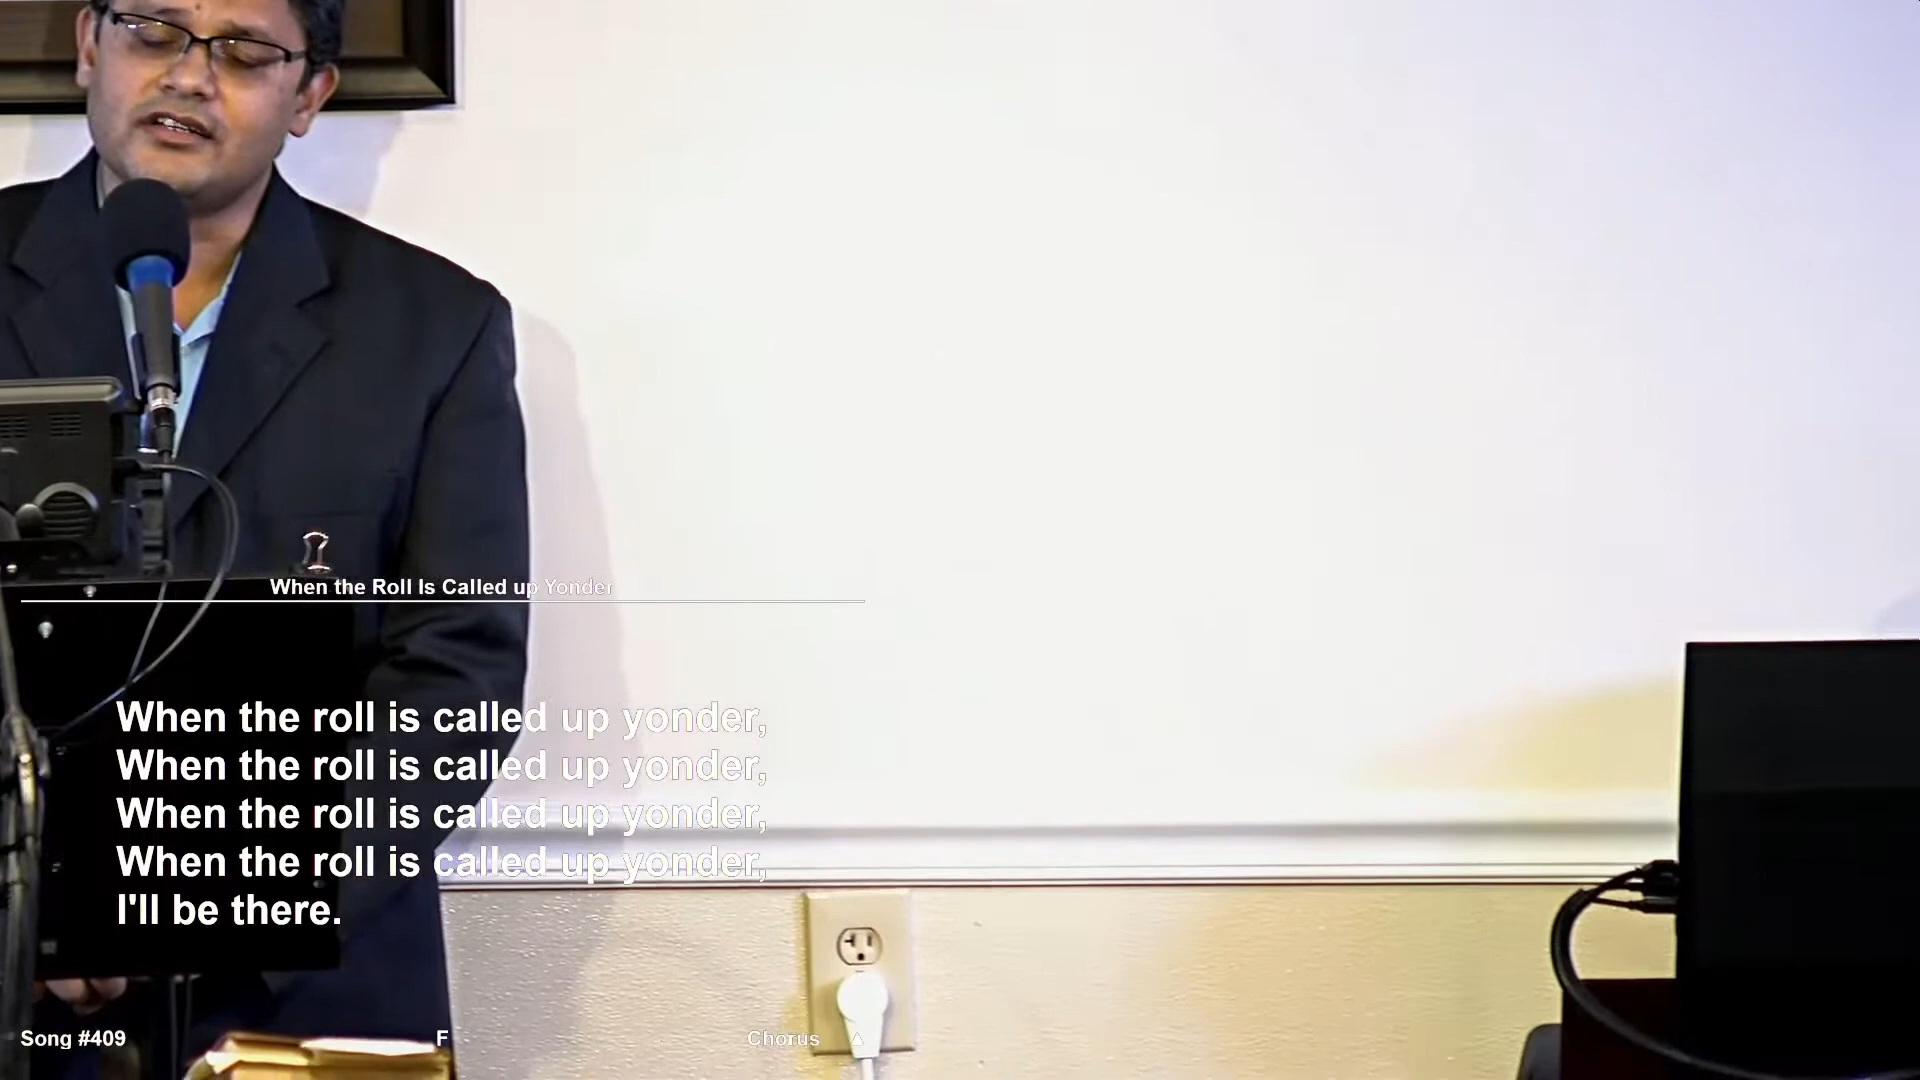 When the Roll Is Called up Yonder
When the roll is called up yonder,
When the roll is called up yonder,
When the roll is called up yonder,
When the roll is called up yonder,
I'll be there.
Song #409 F Chorus ▲